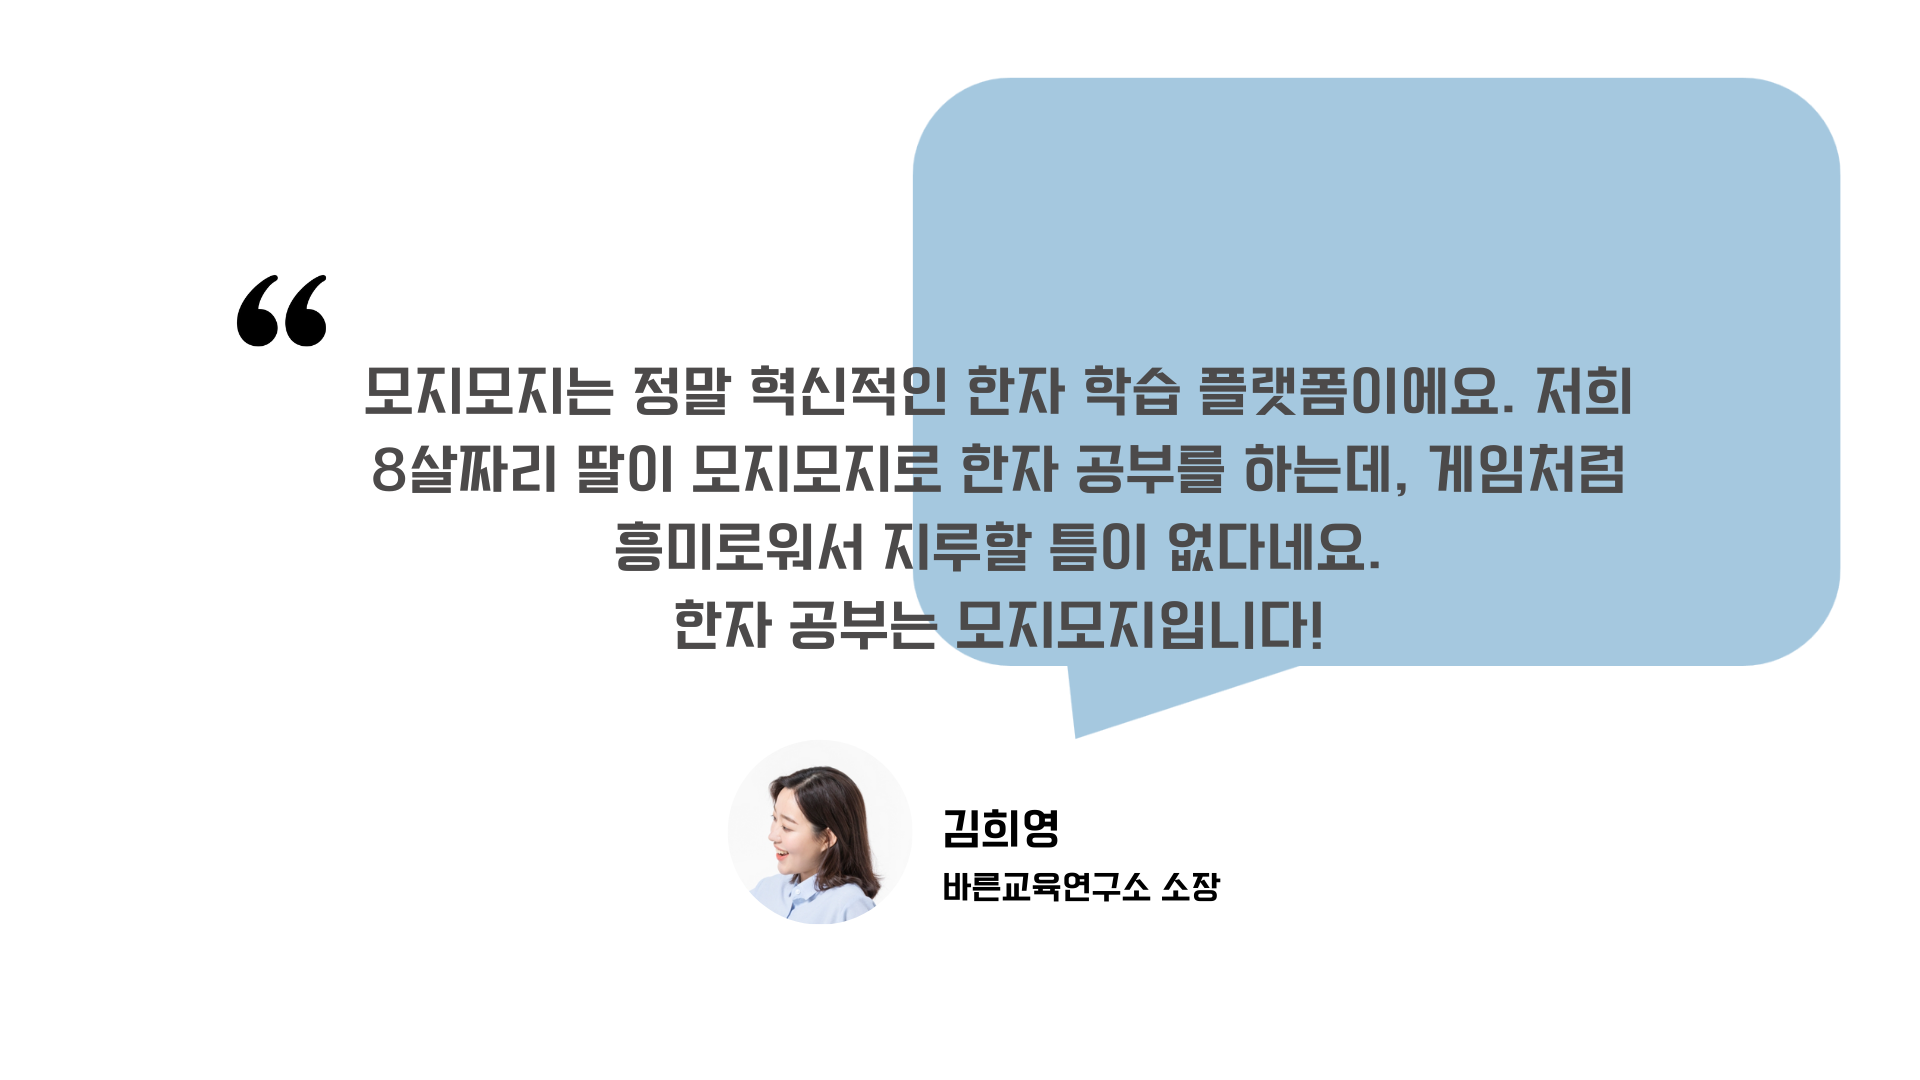 “
모지모지는 정말 혁신적인 한자 학습 플랫폼이에요. 저희
8살짜리 딸이 모지모지로 한자 공부를 하는데, 게임처럼
흥미로워서 지루할 틈이 없다네요.
한자 공부는 모지모지입니다!
김희영
바른교육연구소 소장